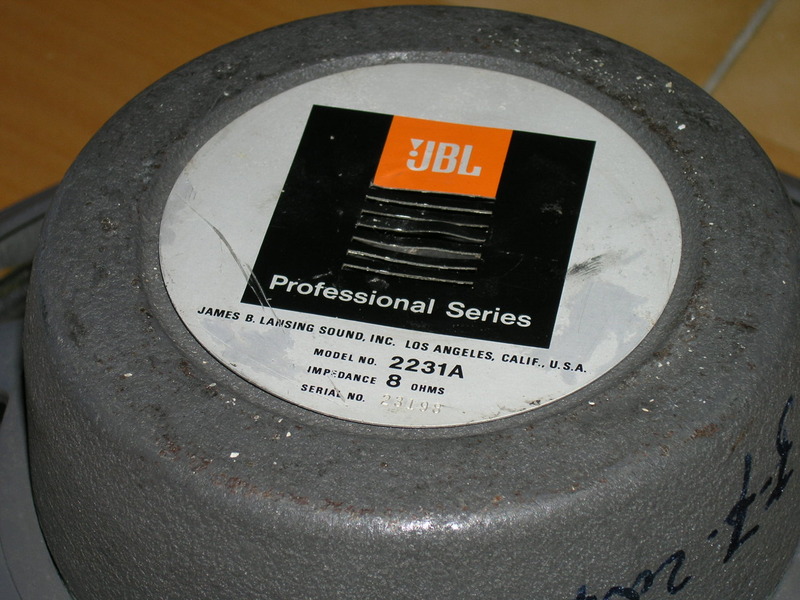 JBL
Professional Series
JAMES B. LANSING SOUND, INC. LOS ANGELES, CALIF., U.S.A.
MODEL NO. 2231A
IMPEDANCE 8 OHMS
SERIAL NO.